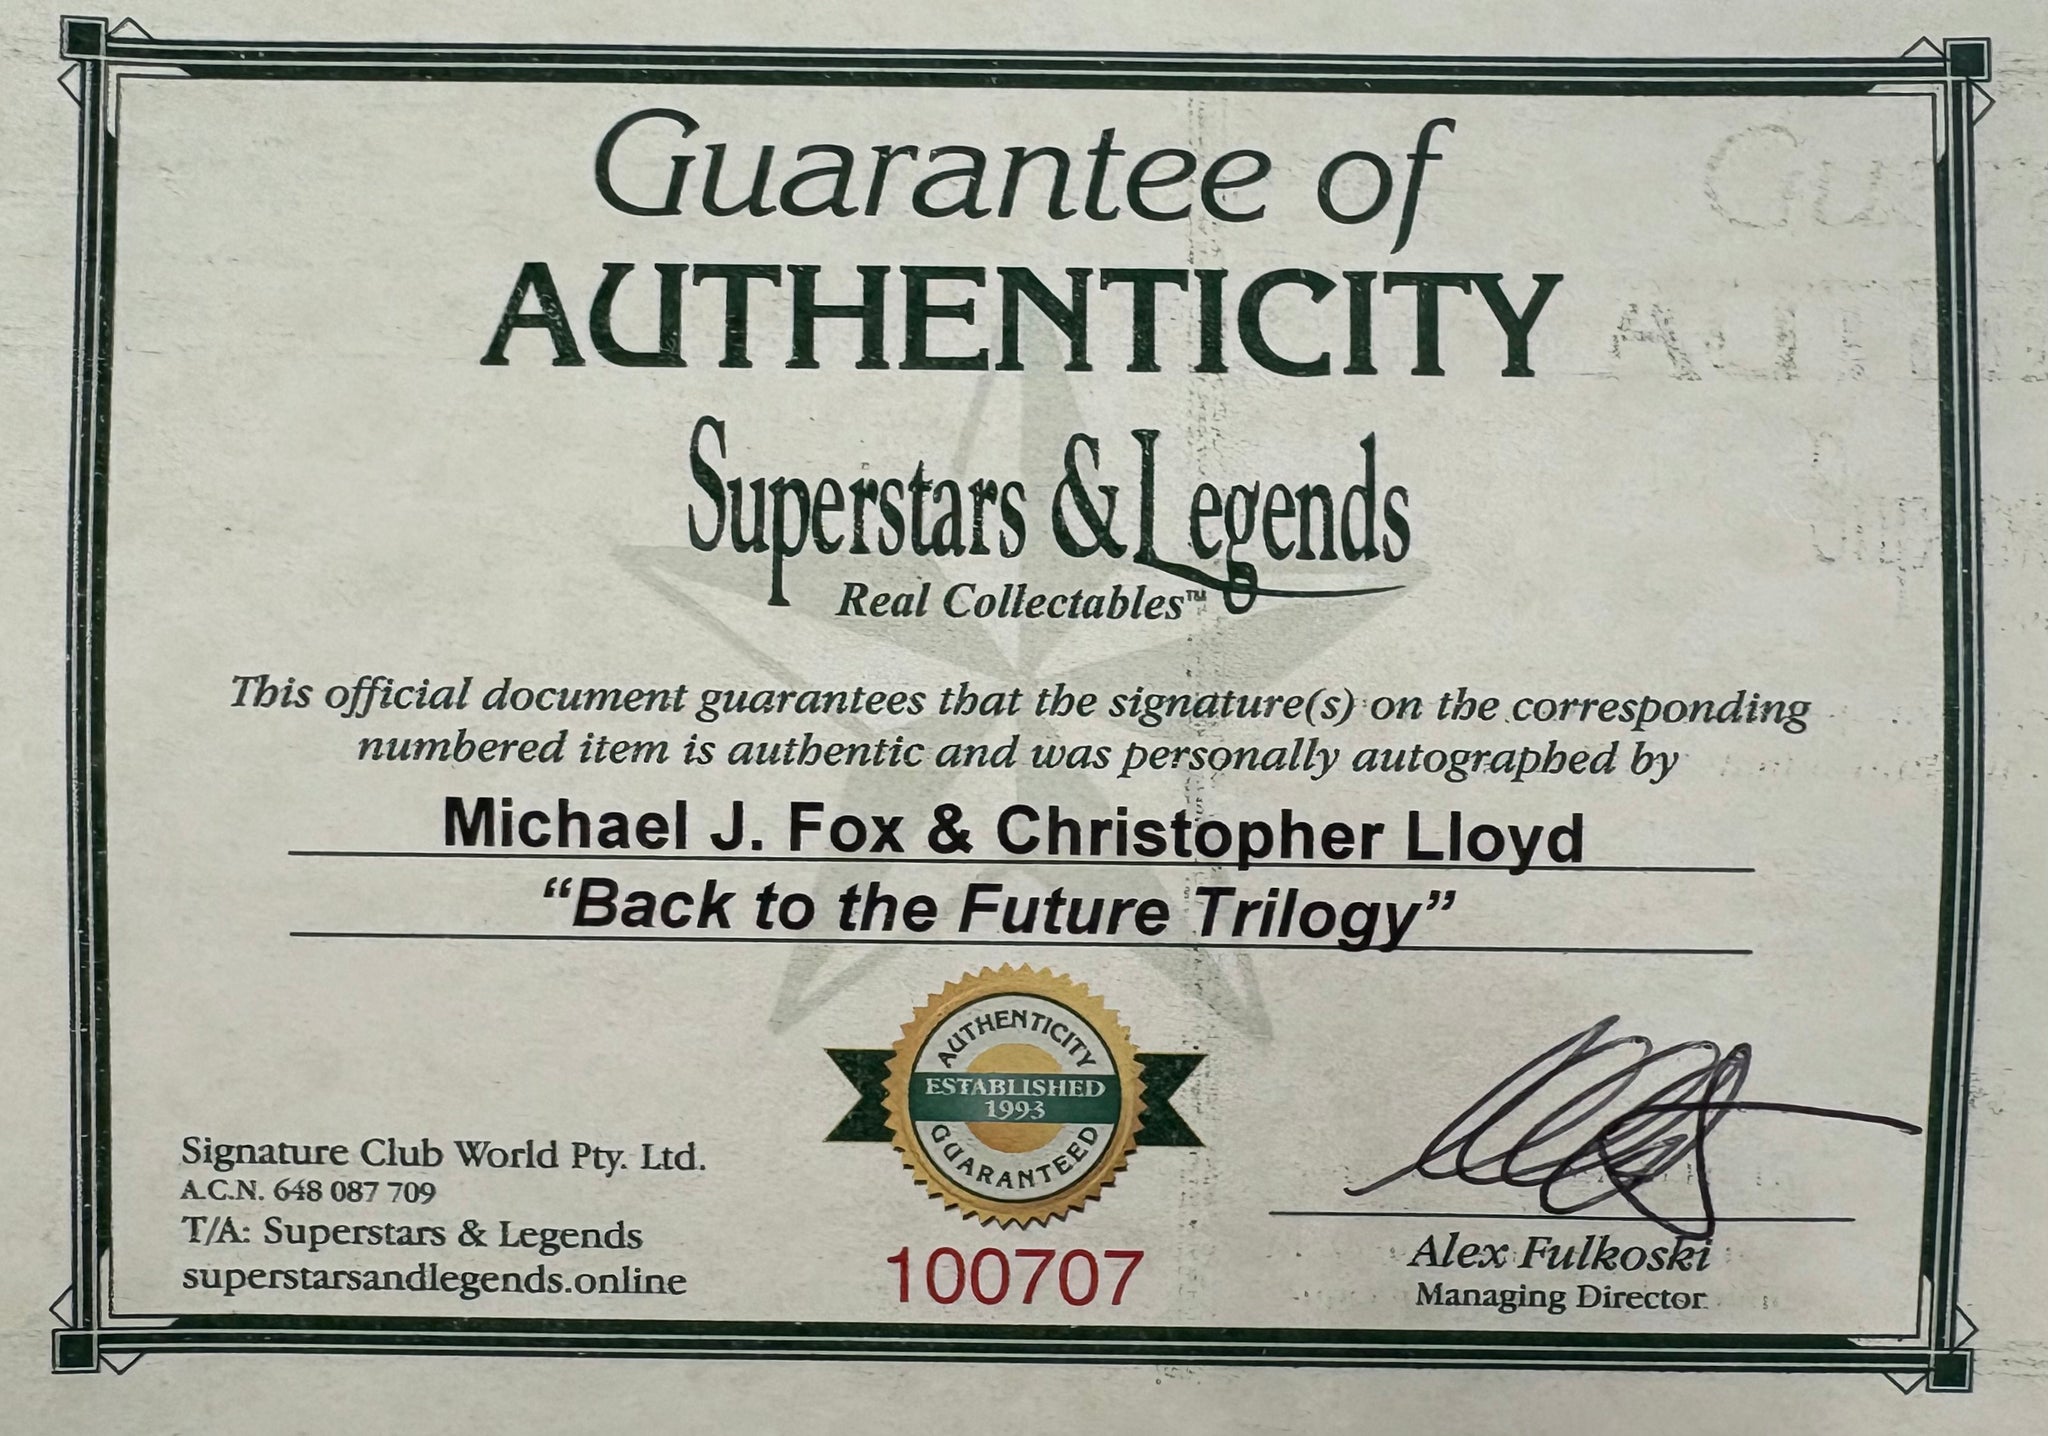 Guarantee of
AUTHENTICITY
Superstars & Legends
Real Collectables™
This official document guarantees that the signature(s) on the corresponding
numbered item is authentic and was personally autographed by
Michael J. Fox & Christopher Lloyd
“Back to the Future Trilogy”
AUTHENTICITY
ESTABLISHED
1993
GUARANTEED
100707
Signature Club World Pty. Ltd.
A.C.N. 648 087 709
T/A: Superstars & Legends
superstarsandlegends.online
Alex Fulkoski
Managing Director